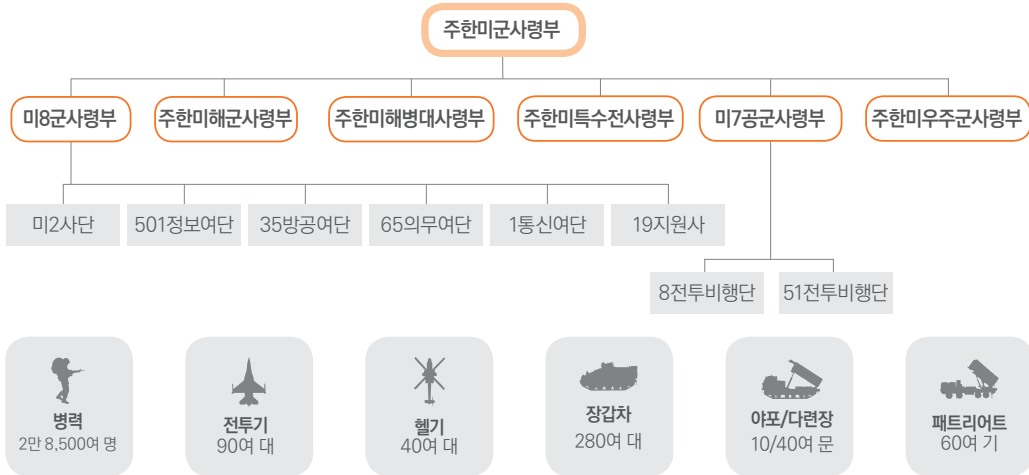 주한미군사령부
미8군사령부
주한미해군사령부
주한미해병대사령부
주한미특수전사령부
미7공군사령부
주한미우주군사령부
미2사단
501정보여단
35방공여단
65의무여단
1통신여단
19지원사
8전투비행단
51전투비행단
병력
2만 8,500여 명
전투기
90여 대
헬기
40여 대
장갑차
280여 대
야포/다련장
10/40여 문
패트리어트
60여 기